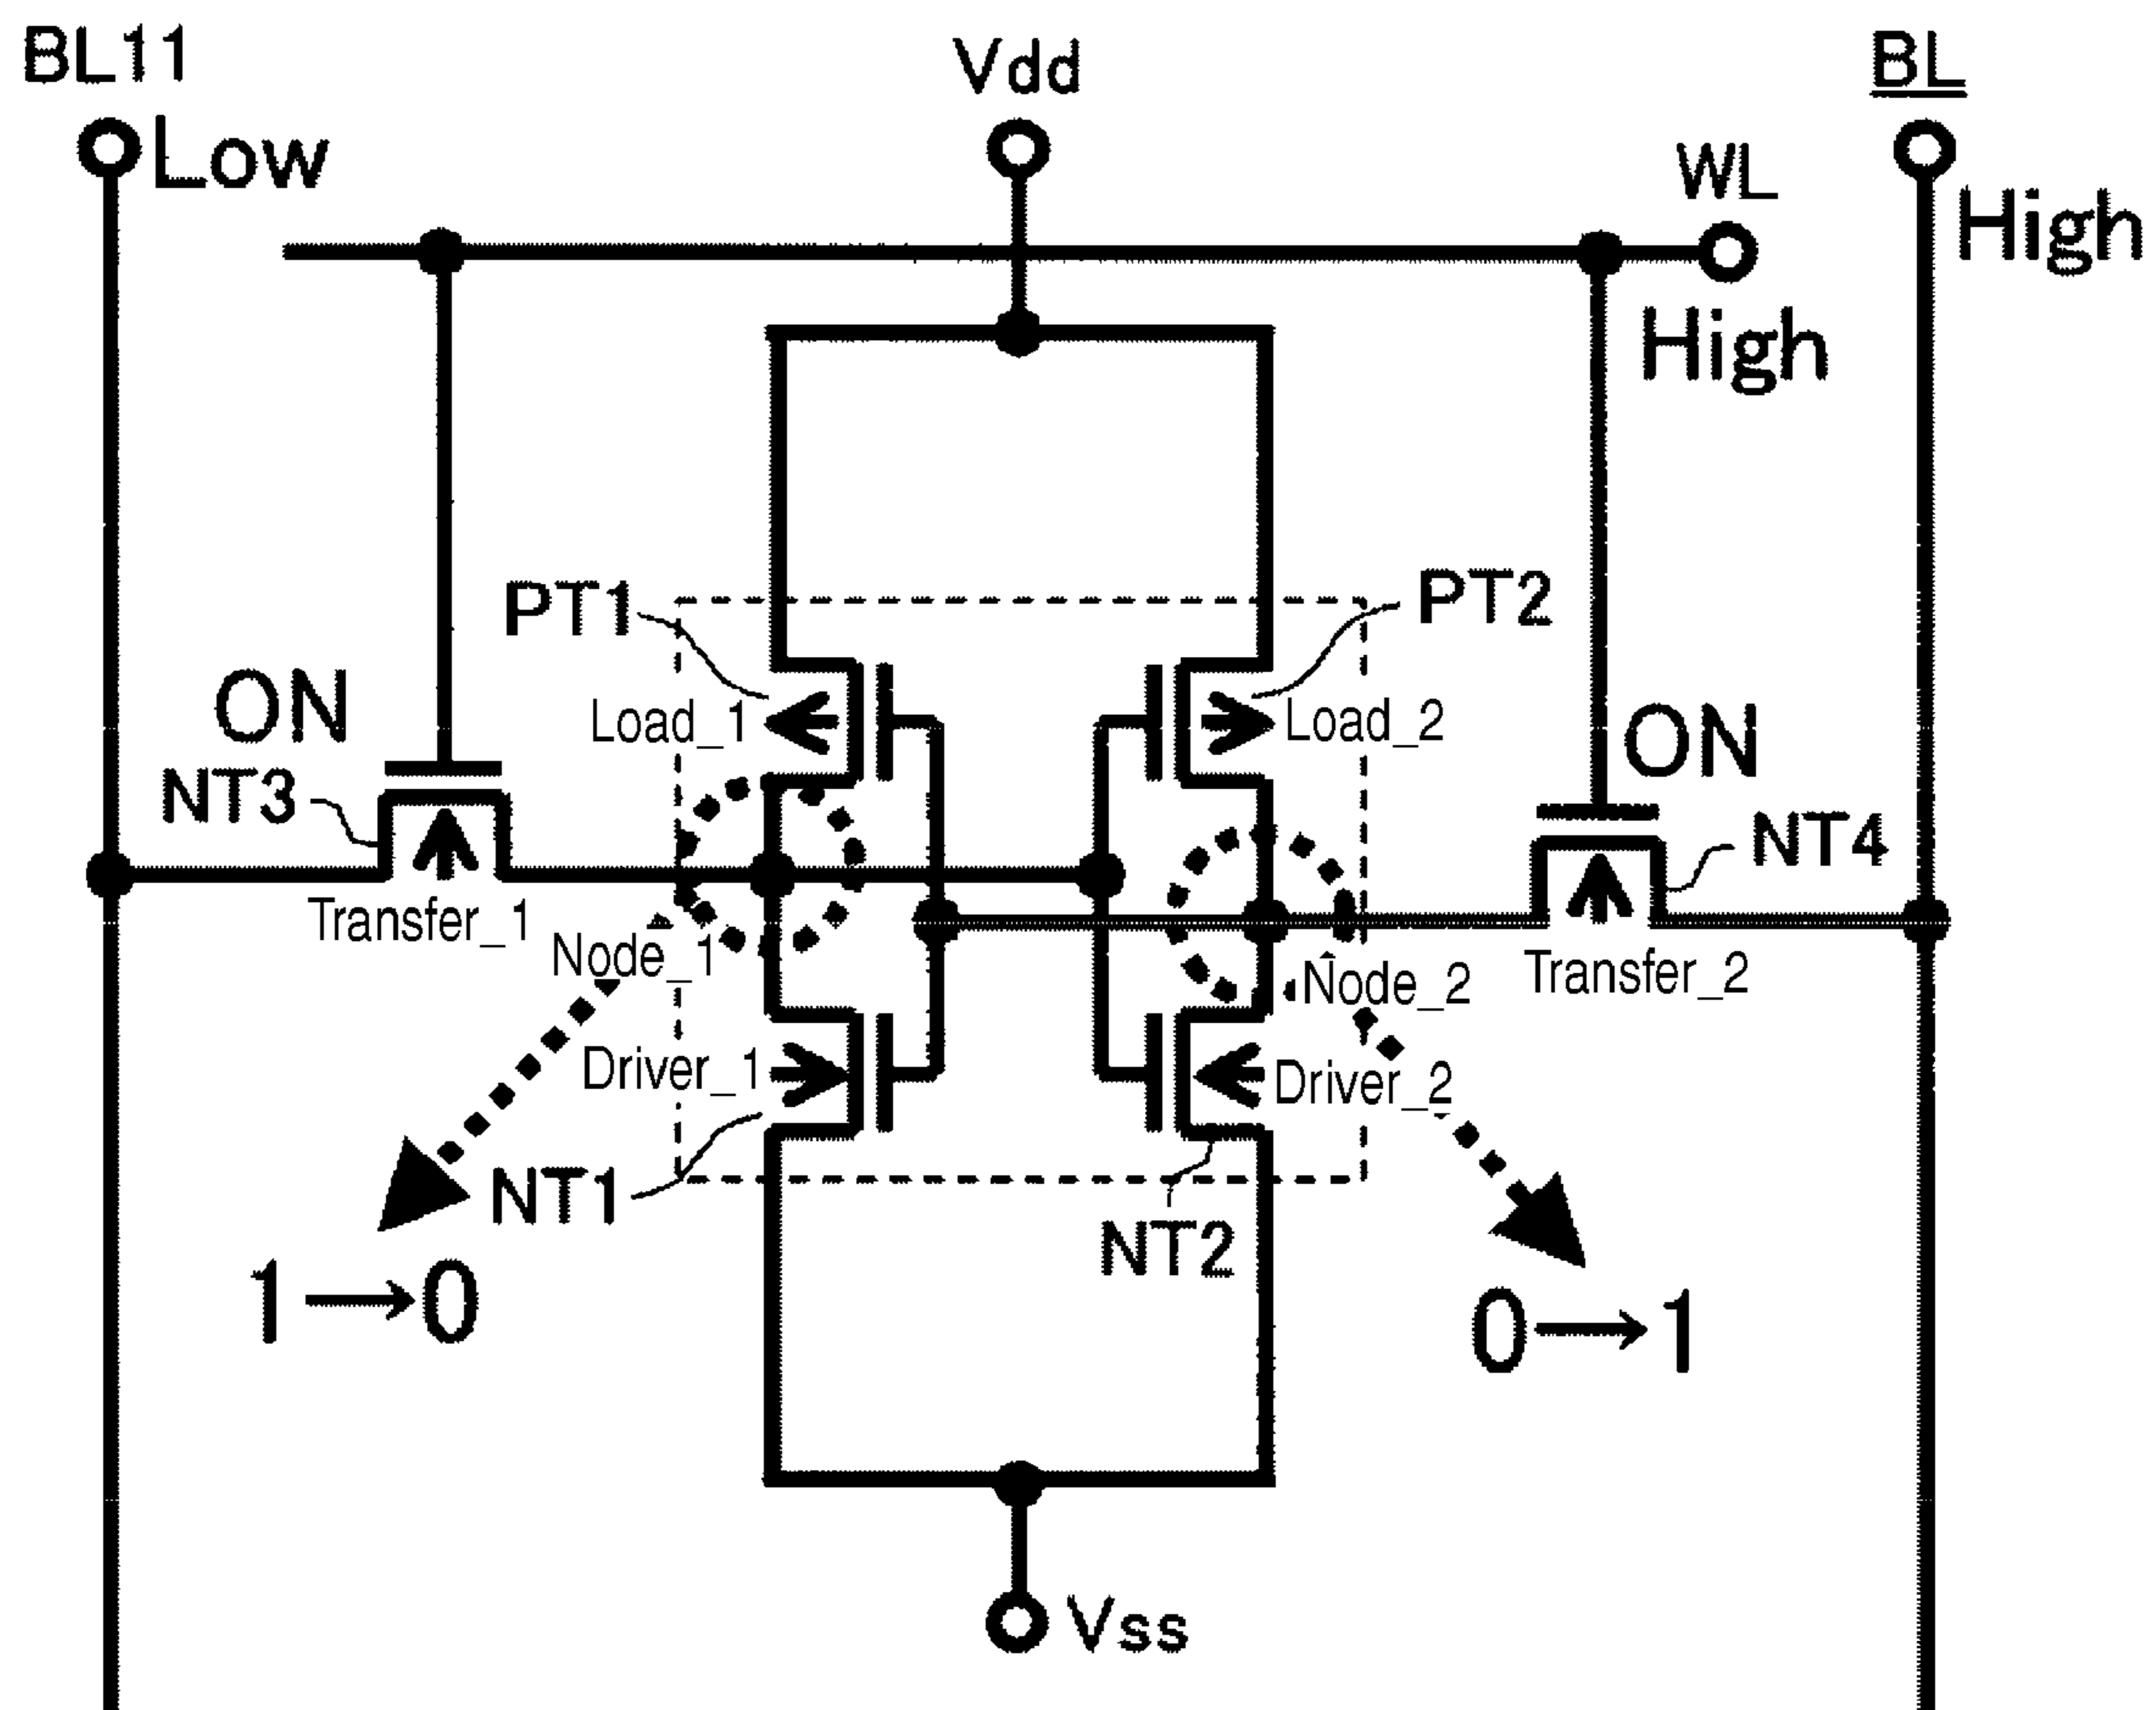 BL11
Vdd
BL
Low
WL
High
High
PT1
PT2
ON
Load_1
Load_2
ON
NT3
NT4
Transfer_1
Node_1
Node_2
Transfer_2
Driver_1
Driver_2
NT1
NT2
1→0
0→1
Vss